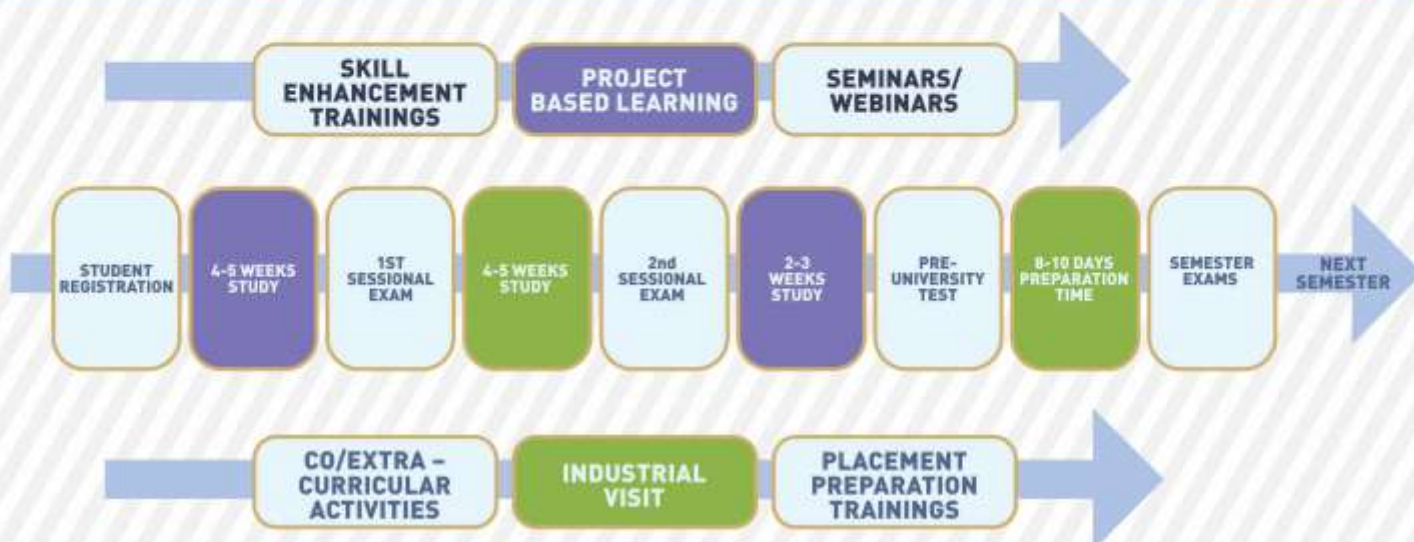 SKILL
ENHANCEMENT
TRAININGS
PROJECT
BASED LEARNING
SEMINARS/
WEBINARS
STUDENT
REGISTRATION
4-5 WEEKS
STUDY
1ST
SESSIONAL
EXAM
4-5 WEEKS
STUDY
2nd
SESSIONAL
EXAM
2-3
WEEKS
STUDY
PRE-
UNIVERSITY
TEST
8-10 DAYS
PREPARATION
TIME
SEMESTER
EXAMS
NEXT
SEMESTER
CO/EXTRA –
CURRICULAR
ACTIVITIES
INDUSTRIAL
VISIT
PLACEMENT
PREPARATION
TRAININGS